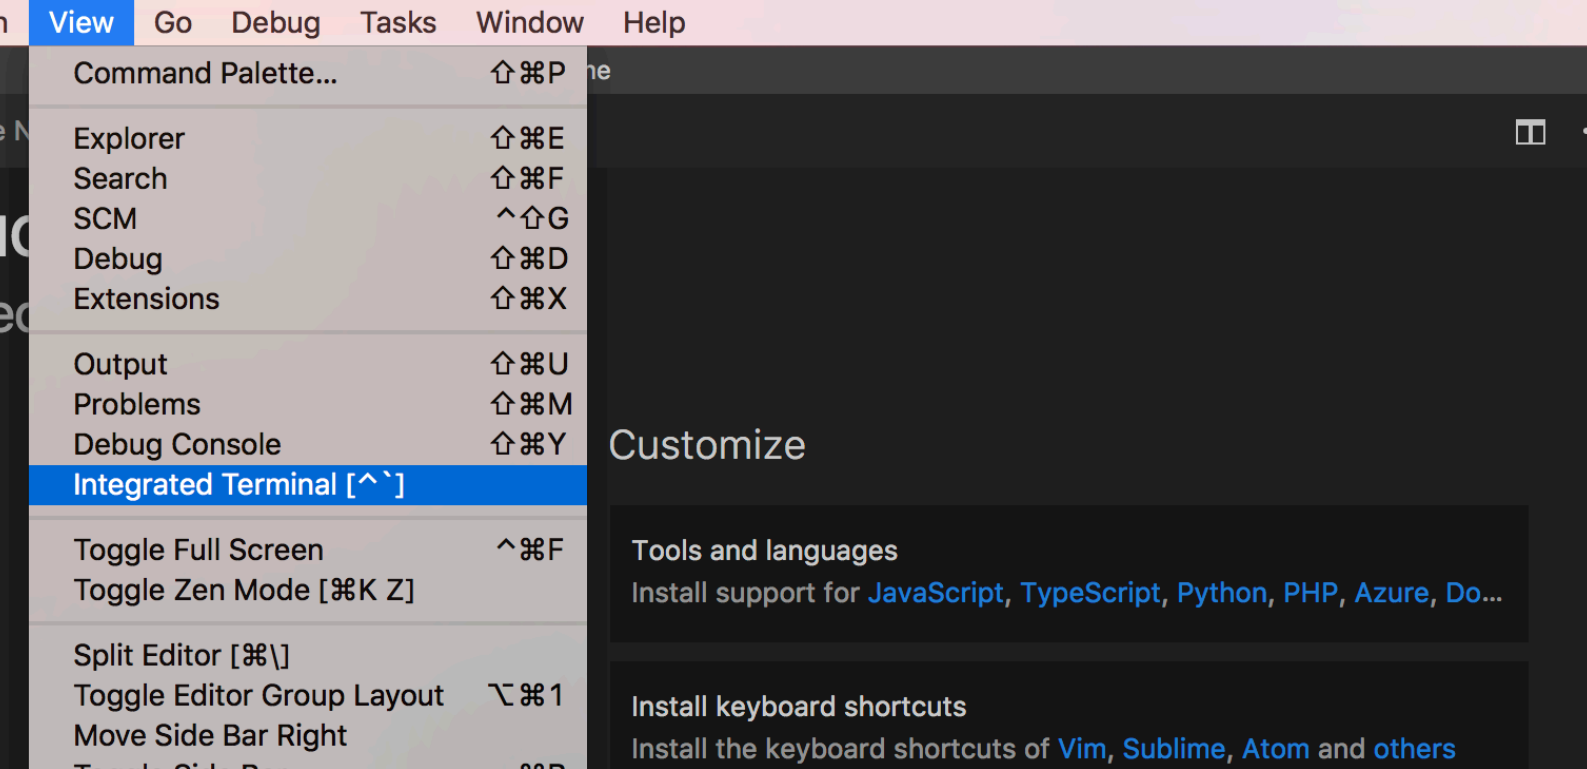 View Go Debug Tasks Window Help
Command Palette... ⇧⌘P
Explorer ⇧⌘E
Search ⇧⌘F
SCM ^⇧G
Debug ⇧⌘D
Extensions ⇧⌘X
Output ⇧⌘U
Problems ⇧⌘M
Debug Console ⇧⌘Y
Integrated Terminal [^`]
Toggle Full Screen ^⌘F
Toggle Zen Mode [⌘K Z]
Split Editor [⌘\]
Toggle Editor Group Layout ⌥⌘1
Move Side Bar Right
Customize
Tools and languages
Install support for JavaScript, TypeScript, Python, PHP, Azure, Do...
Install keyboard shortcuts
Install the keyboard shortcuts of Vim, Sublime, Atom and others